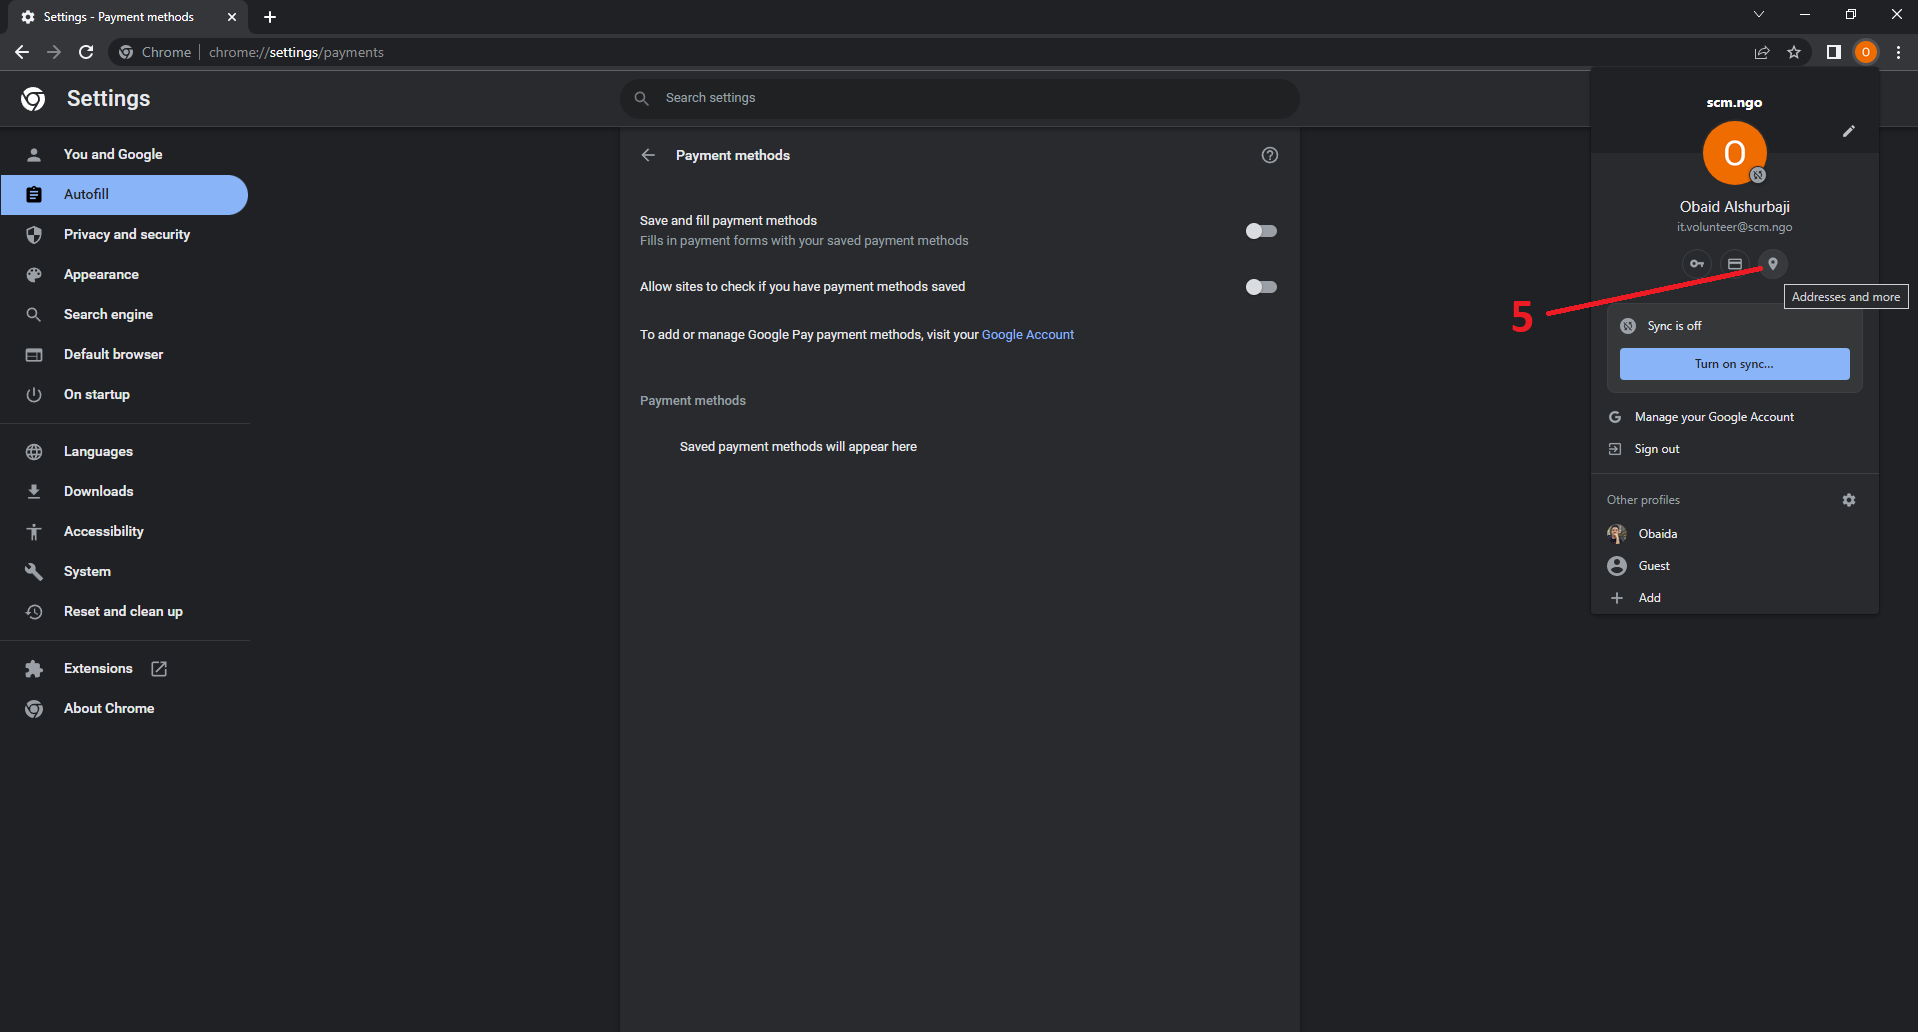 Settings - Payment methods
Chrome
chrome://settings/payments
O
Settings
Search settings
You and Google
Autofill
Privacy and security
Appearance
Search engine
Default browser
On startup
Languages
Downloads
Accessibility
System
Reset and clean up
Extensions
About Chrome
Payment methods
Save and fill payment methods
Fills in payment forms with your saved payment methods
Allow sites to check if you have payment methods saved
To add or manage Google Pay payment methods, visit your Google Account
Payment methods
Saved payment methods will appear here
scm.ngo
O
Obaid Alshurbaji
it.volunteer@scm.ngo
Addresses and more
5
Sync is off
Turn on sync...
G Manage your Google Account
Sign out
Other profiles
Obaida
Guest
Add